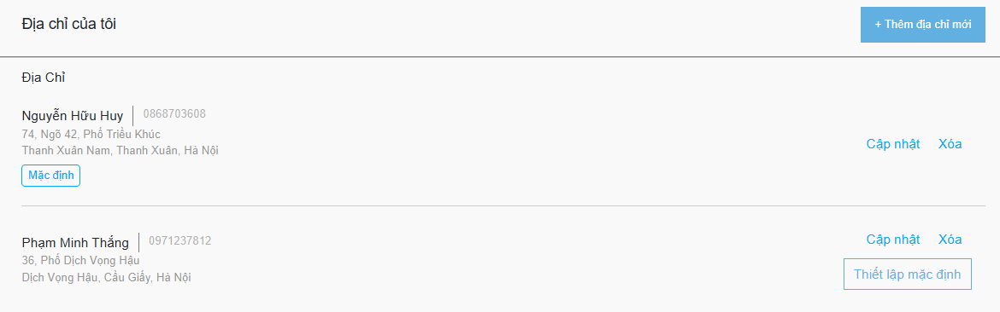 Địa chỉ của tôi
+ Thêm địa chỉ mới
Địa Chỉ
Nguyễn Hữu Huy 0868703608
74, Ngõ 42, Phố Triều Khúc
Thanh Xuân Nam, Thanh Xuân, Hà Nội
Cập nhật Xóa
Mặc định
Phạm Minh Thắng 0971237812
Cập nhật Xóa
36, Phố Dịch Vọng Hậu
Dịch Vọng Hậu, Cầu Giấy, Hà Nội
Thiết lập mặc định